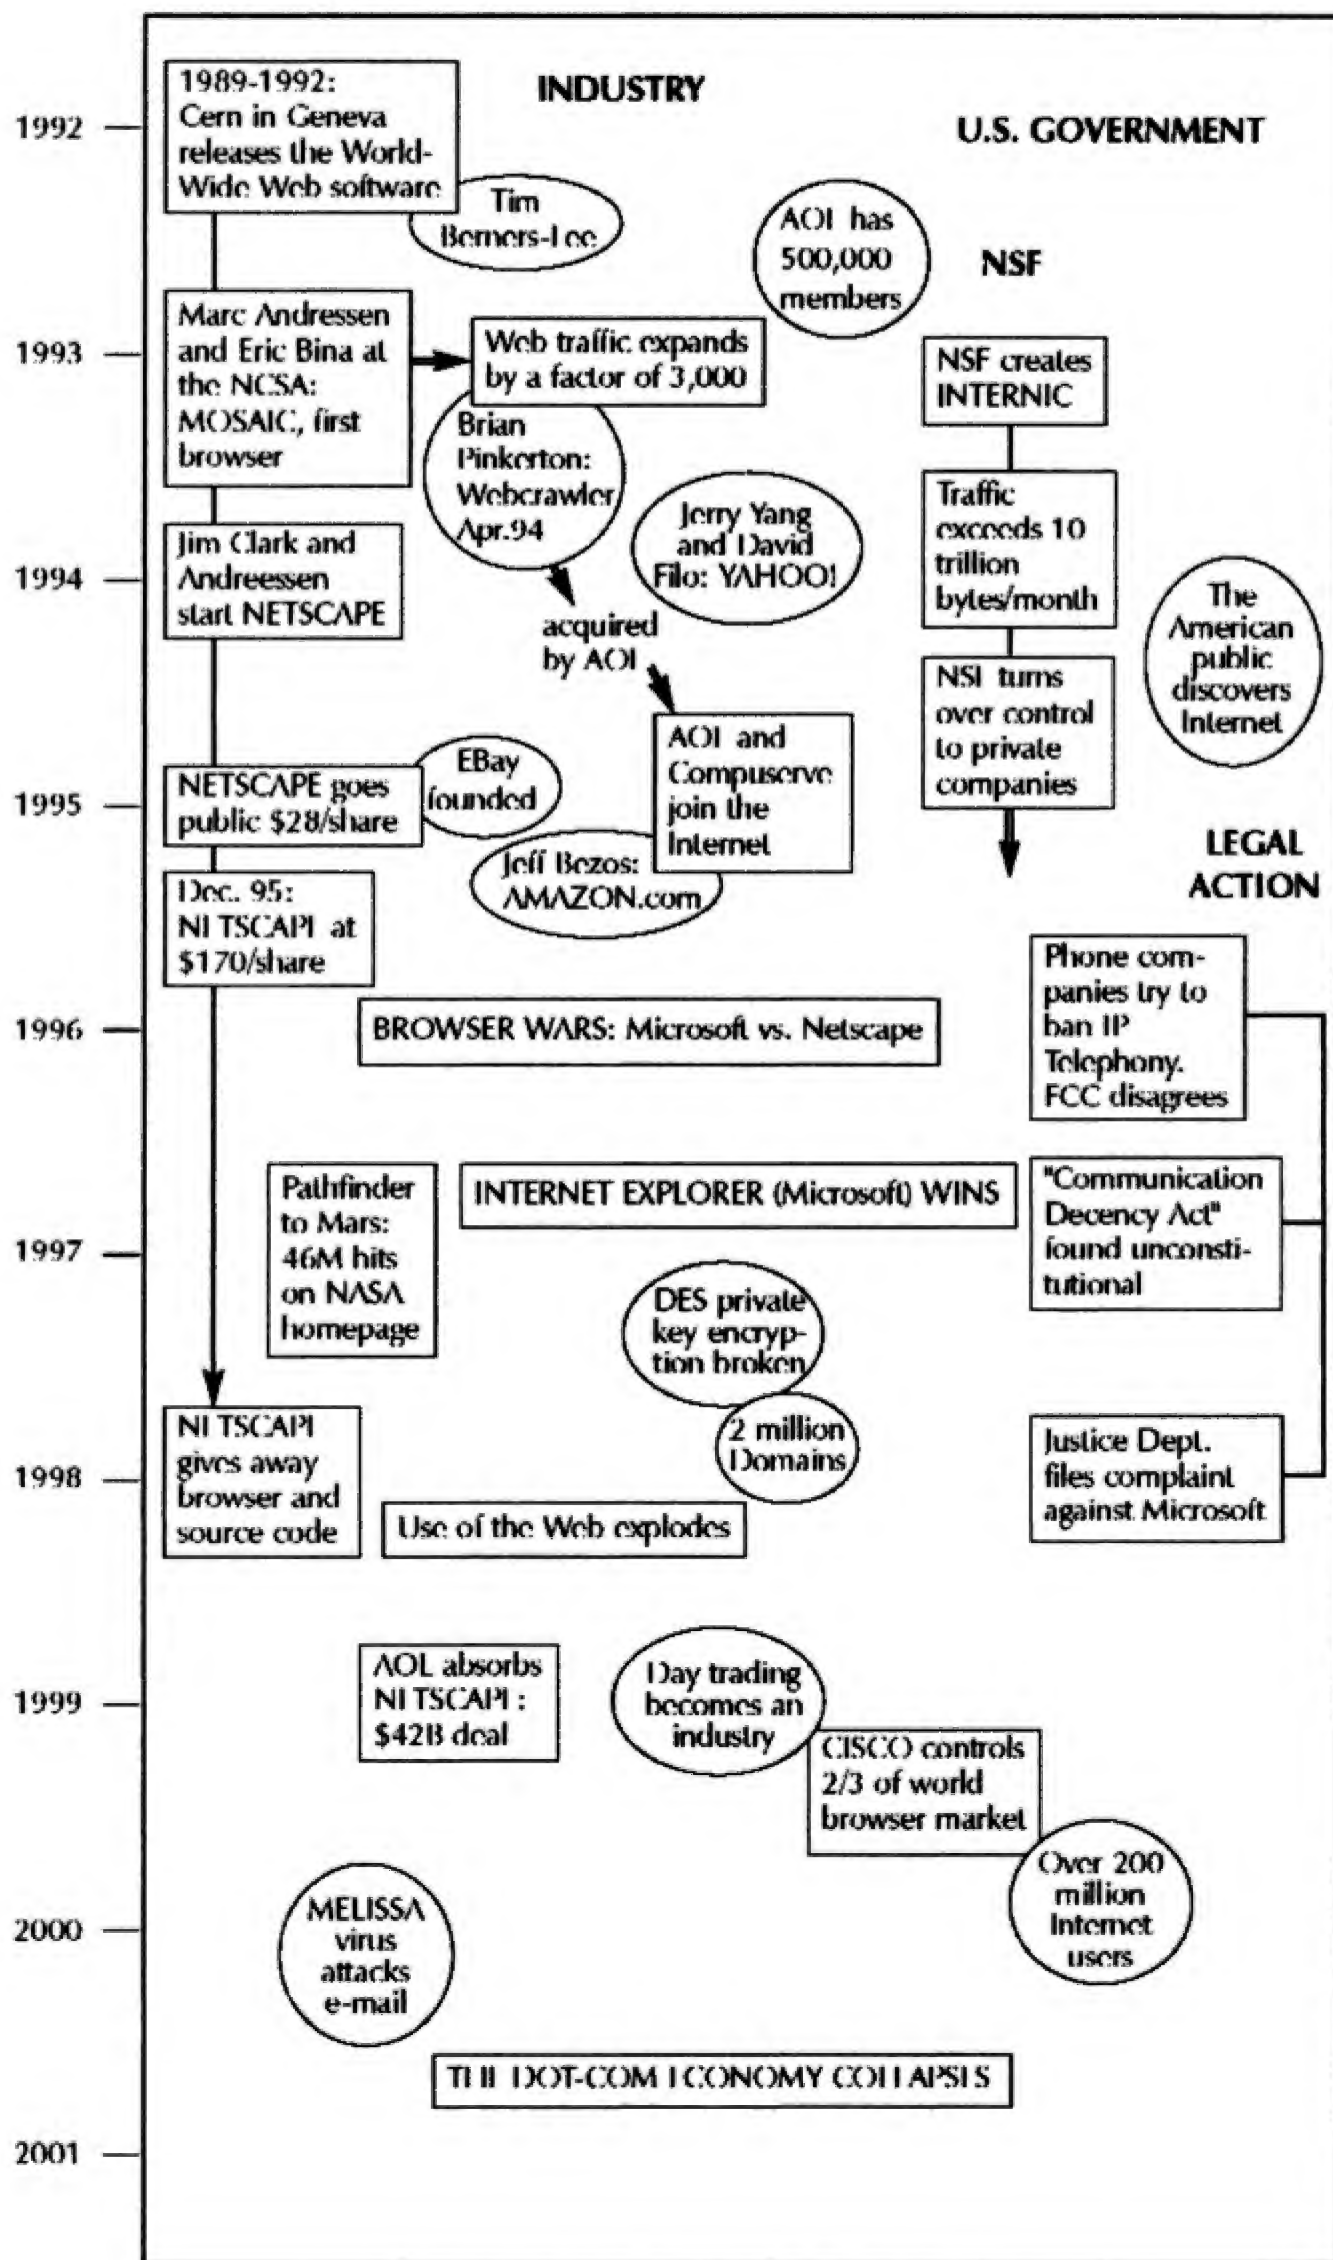 INDUSTRY
U.S. GOVERNMENT
1992
1989-1992:
Cern in Geneva
releases the World-
Wide Web software
Tim
Berners-Lee
AOL has
500,000
members
NSF
1993
Marc Andressen
and Eric Bina at
the NCSA:
MOSAIC, first
browser
Web traffic expands
by a factor of 3,000
NSF creates
INTERNIC
Brian
Pinkerton:
Webcrawler
Apr.94
Jerry Yang
and David
Filo: YAHOO!
Traffic
exceeds 10
trillion
bytes/month
1994
Jim Clark and
Andreessen
start NETSCAPE
acquired
by AOL
The
American
public
discovers
Internet
NSF turns
over control
to private
companies
AOL and
Compuserve
join the
Internet
1995
NETSCAPE goes
public $28/share
EBay
founded
Jeff Bezos:
AMAZON.com
LEGAL
ACTION
Dec. 95:
NETSCAPE at
$170/share
Phone com-
panies try to
ban IP
Telephony.
FCC disagrees
1996
BROWSER WARS: Microsoft vs. Netscape
Pathfinder
to Mars:
46M hits
on NASA
homepage
INTERNET EXPLORER (Microsoft) WINS
"Communication
Decency Act"
found unconsti-
tutional
1997
DES private
key encryp-
tion broken
2 million
Domains
1998
NETSCAPE
gives away
browser and
source code
Use of the Web explodes
Justice Dept.
files complaint
against Microsoft
1999
AOL absorbs
NETSCAPE:
$42B deal
Day trading
becomes an
industry
CISCO controls
2/3 of world
browser market
Over 200
million
Internet
users
2000
MELISSA
virus
attacks
e-mail
THE DOT-COM ECONOMY COLLAPSES
2001